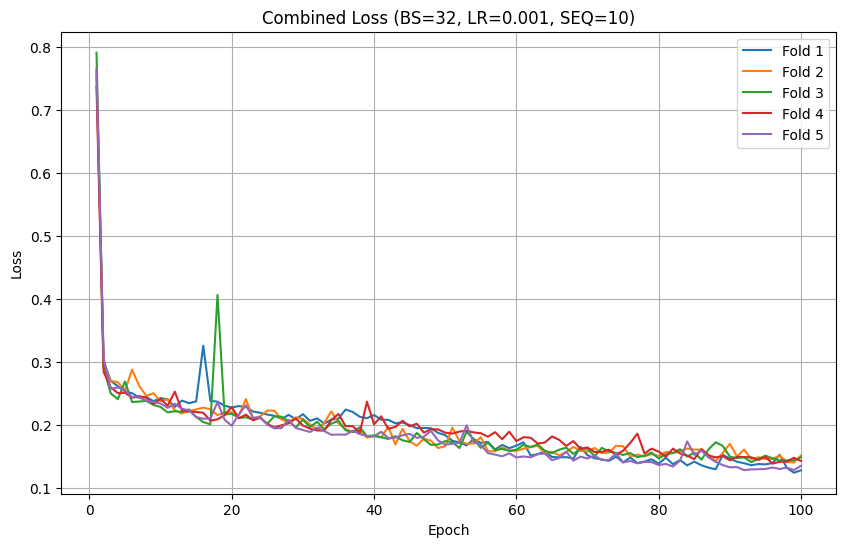 Combined Loss (BS=32, LR=0.001, SEQ=10)
Fold 1
Fold 2
Fold 3
Fold 4
Fold 5
0.8
0.7
0.6
0.5
0.4
0.3
0.2
0.1
Loss
0
20
40
60
80
100
Epoch